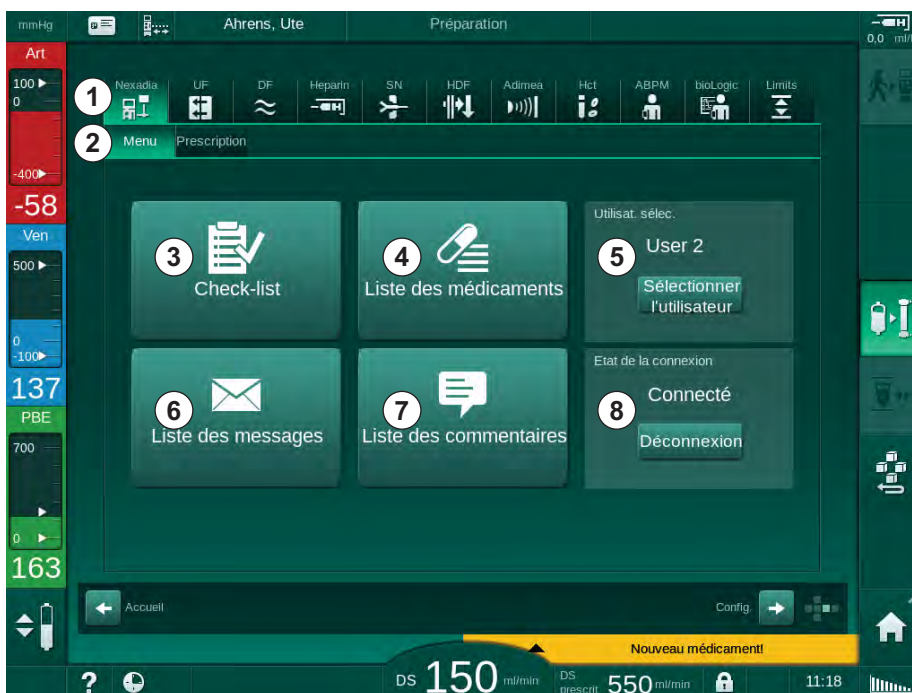 mmHg
Ahrens, Ute
Préparation
0,0 ml/
Art
100
0
-400
-58
Ven
500
0
-100
137
PBE
700
0
163
1
Nexadia UF DF Heparin SN HDF Adimea Hct ABPM bioLogic Limits
2
Menu Prescription
3
Check-list
4
Liste des médicaments
Utilisat. sélec.
5
User 2
Sélectionner
l'utilisateur
6
Liste des messages
7
Liste des commentaires
Etat de la connexion
8
Connecté
Déconnexion
Accueil
Config.
Nouveau médicament!
?
DS 150 ml/min
DS
prescrit 550 ml/min
11:18